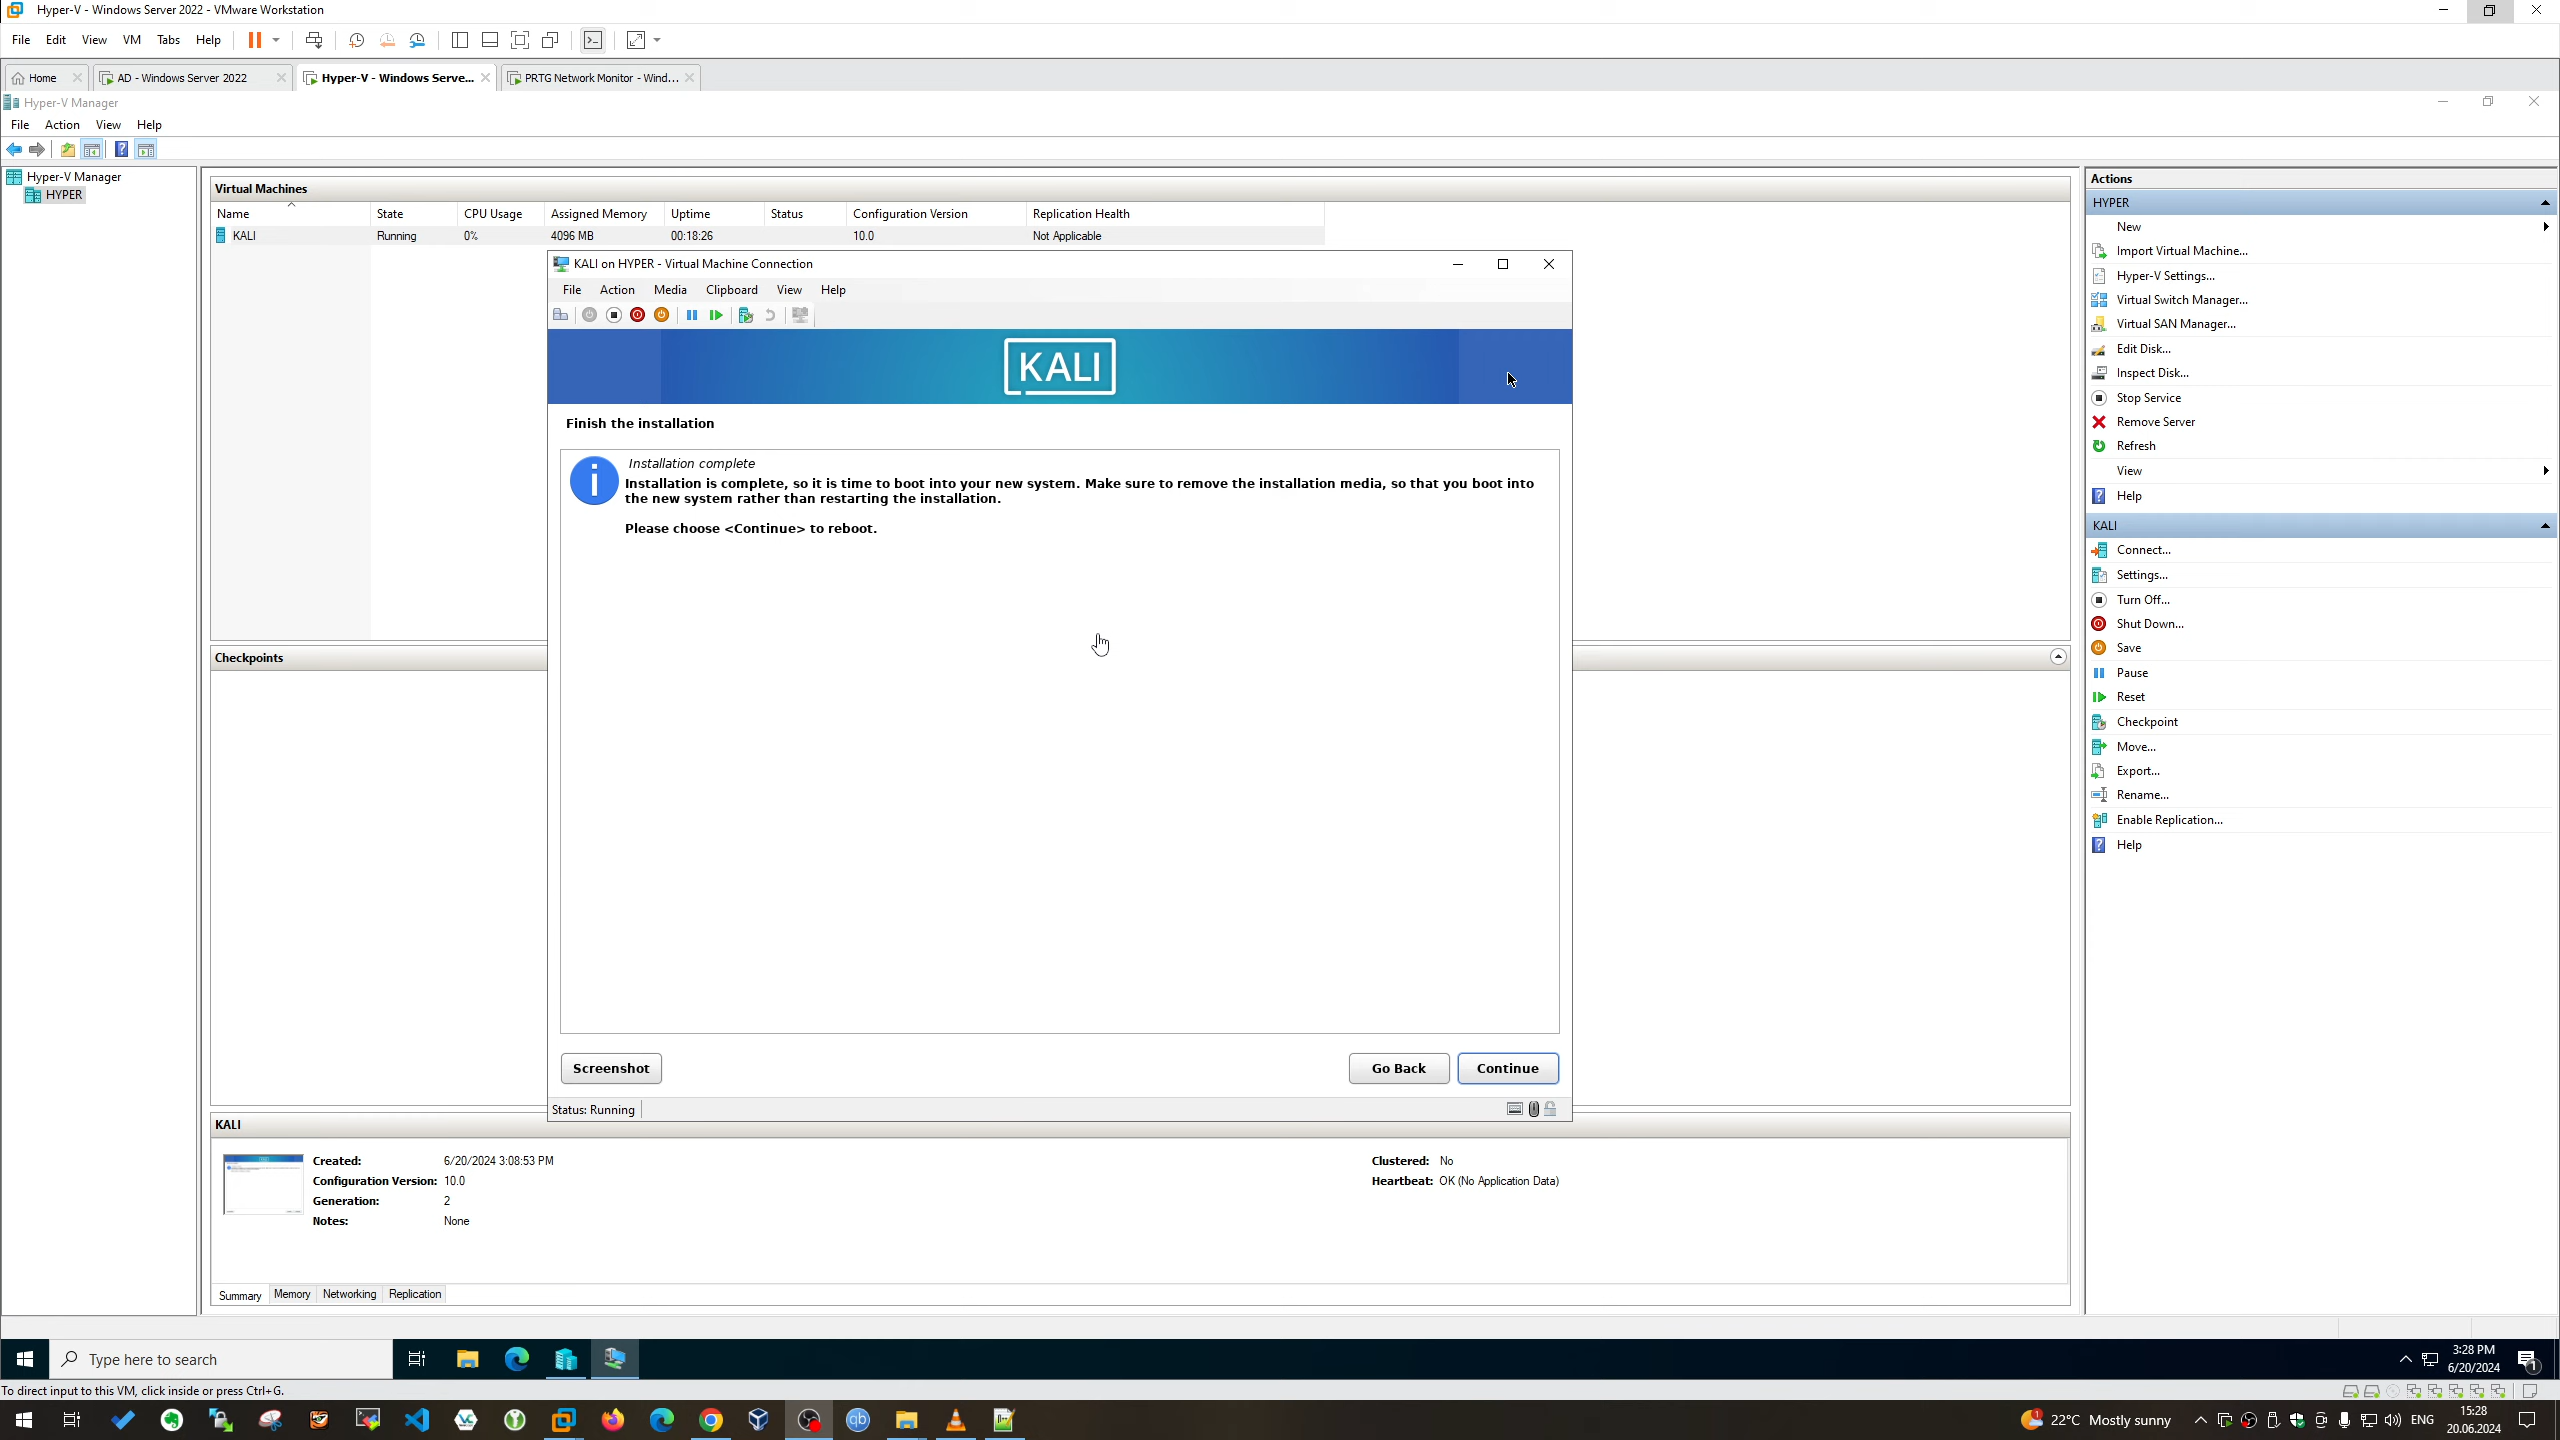 Hyper-V - Windows Server 2022 - VMware Workstation
File Edit View VM Tabs Help
Home
AD - Windows Server 2022
Hyper-V - Windows Serve...
PRTG Network Monitor - Wind...
Hyper-V Manager
File Action View Help
Hyper-V Manager
HYPER
Virtual Machines
Name State CPU Usage Assigned Memory Uptime Status Configuration Version Replication Health
KALI Running 0% 4096 MB 00:18:26 10.0 Not Applicable
KALI on HYPER - Virtual Machine Connection
File Action Media Clipboard View Help
KALI
Finish the installation
Installation complete
Installation is complete, so it is time to boot into your new system. Make sure to remove the installation media, so that you boot into
the new system rather than restarting the installation.
Please choose <Continue> to reboot.
Screenshot
Go Back
Continue
Status: Running
Checkpoints
KALI
Created: 6/20/2024 3:08:53 PM
Configuration Version: 10.0
Generation: 2
Notes: None
Clustered: No
Heartbeat: OK (No Application Data)
Summary Memory Networking Replication
Actions
HYPER
New
Import Virtual Machine...
Hyper-V Settings...
Virtual Switch Manager...
Virtual SAN Manager...
Edit Disk...
Inspect Disk...
Stop Service
Remove Server
Refresh
View
Help
KALI
Connect...
Settings...
Turn Off...
Shut Down...
Save
Pause
Reset
Checkpoint
Move...
Export...
Rename...
Enable Replication...
Help
Type here to search
3:28 PM
6/20/2024
1
To direct input to this VM, click inside or press Ctrl+G.
1
22°C Mostly sunny
ENG
15:28
20.06.2024